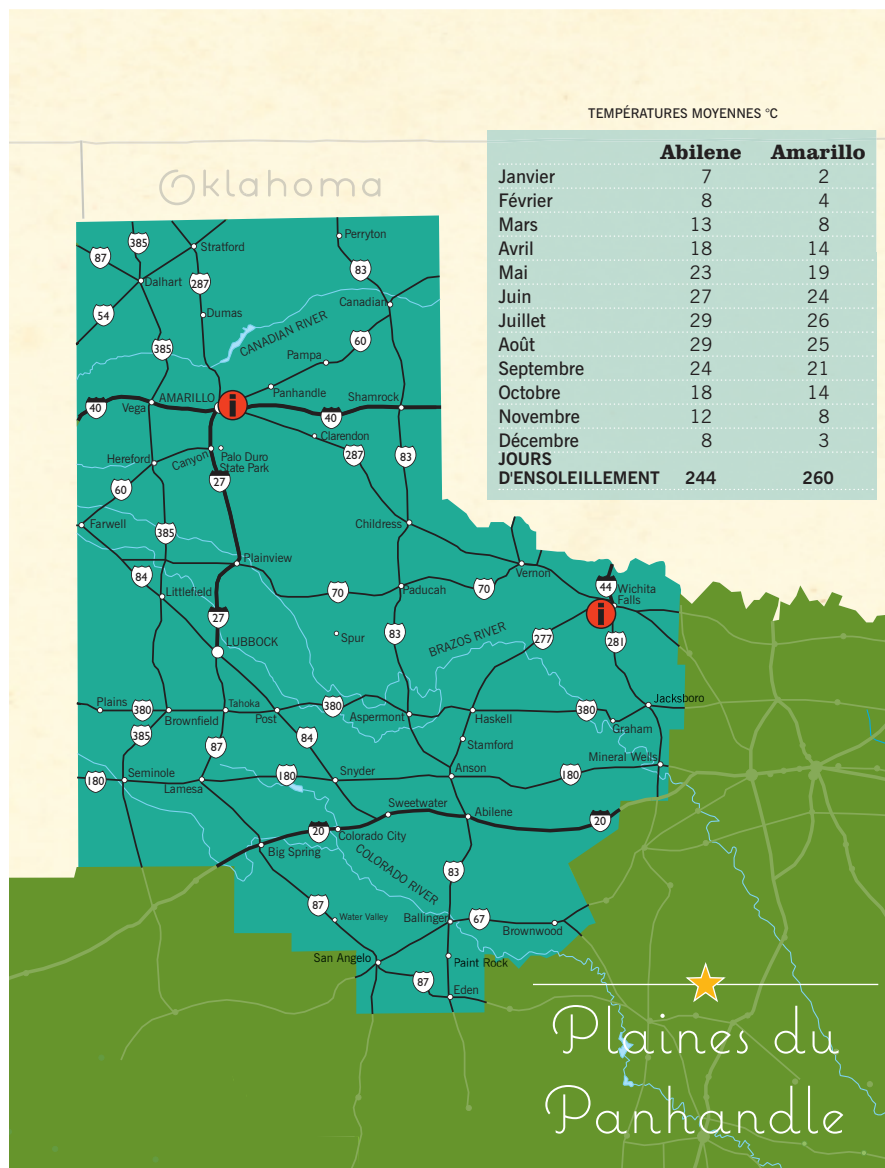 TEMPÉRATURES MOYENNES °C
Abilene Amarillo
Janvier 7 2
Février 8 4
Mars 13 8
Avril 18 14
Mai 23 19
Juin 27 24
Juillet 29 26
Août 29 25
Septembre 24 21
Octobre 18 14
Novembre 12 8
Décembre 8 3
JOURS
D'ENSOLEILLEMENT 244 260
Oklahoma
Perryton
385
Stratford
87
83
Dalhart
287
Canadian
54
Dumas
CANADIAN RIVER
60
385
Pampa
Panhandle
AMARILLO
i
Shamrock
40
Vega
40
Clarendon
Hereford
Canyon
Palo Duro
State Park
287
83
27
60
Farwell
Childress
385
Plainview
Vernon
84
44
Wichita
Falls
Littlefield
70
Paducah
70
i
27
Spur
83
BRAZOS RIVER
277
281
LUBBOCK
Plains
380
Brownfield
Tahoka
Post
380
Aspermont
Haskell
380
Jacksboro
Graham
385
87
84
Stamford
Mineral Wells
180
Seminole
Lamesa
180
Snyder
Anson
180
Sweetwater
Abilene
20
20
Colorado City
Big Spring
COLORADO RIVER
83
87
Water Valley
Ballinger
67
Brownwood
San Angelo
Paint Rock
87
Eden
Plaines du
Panhandle